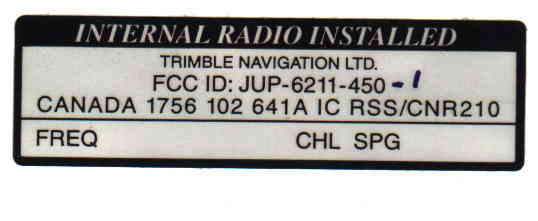 INTERNAL RADIO INSTALLED
TRIMBLE NAVIGATION LTD.
FCC ID: JUP-6211-450-1
CANADA 1756 102 641A IC RSS/CNR210
FREQ CHL SPG